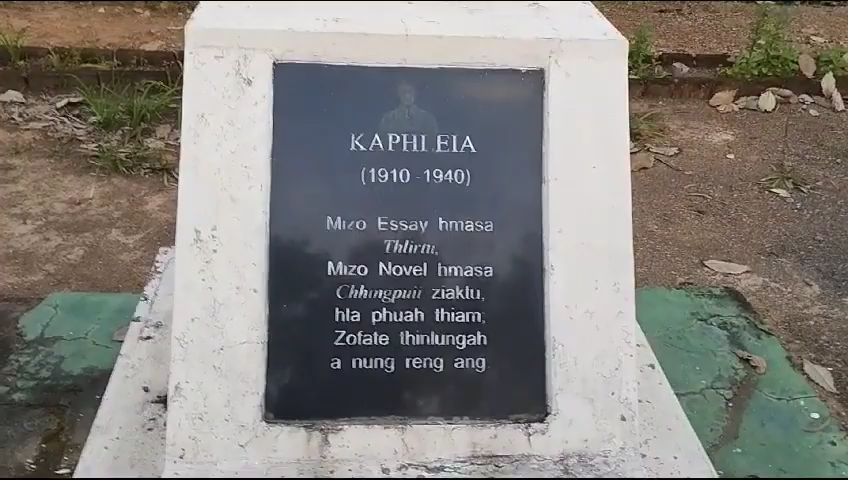 KAPHLEIA
(1910 - 1940)
Mizo Essay hmasa
Thlirtu,
Mizo Novel hmasa
Chhingpuii ziaktu,
hla phuah thiam;
Zofate thinlungah
a nung reng ang.